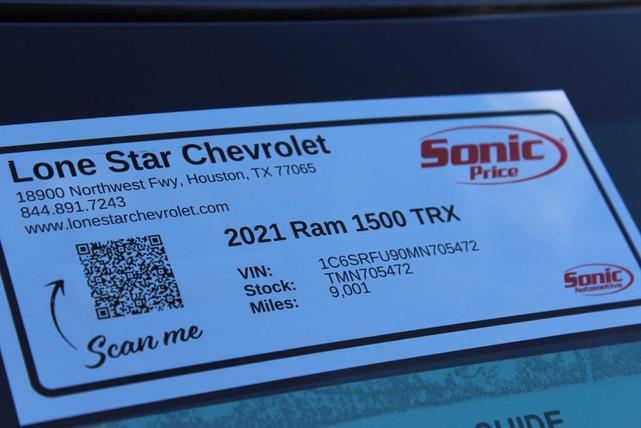 Lone Star Chevrolet
18900 Northwest Fwy, Houston, TX 77065
844.891.7243
www.lonestarchevrolet.com
Sonic
Price
2021 Ram 1500 TRX
VIN: 1C6SRFU90MN705472
Stock: TMN705472
Miles: 9,001
Scan me
Sonic
Automotive
GUIDE